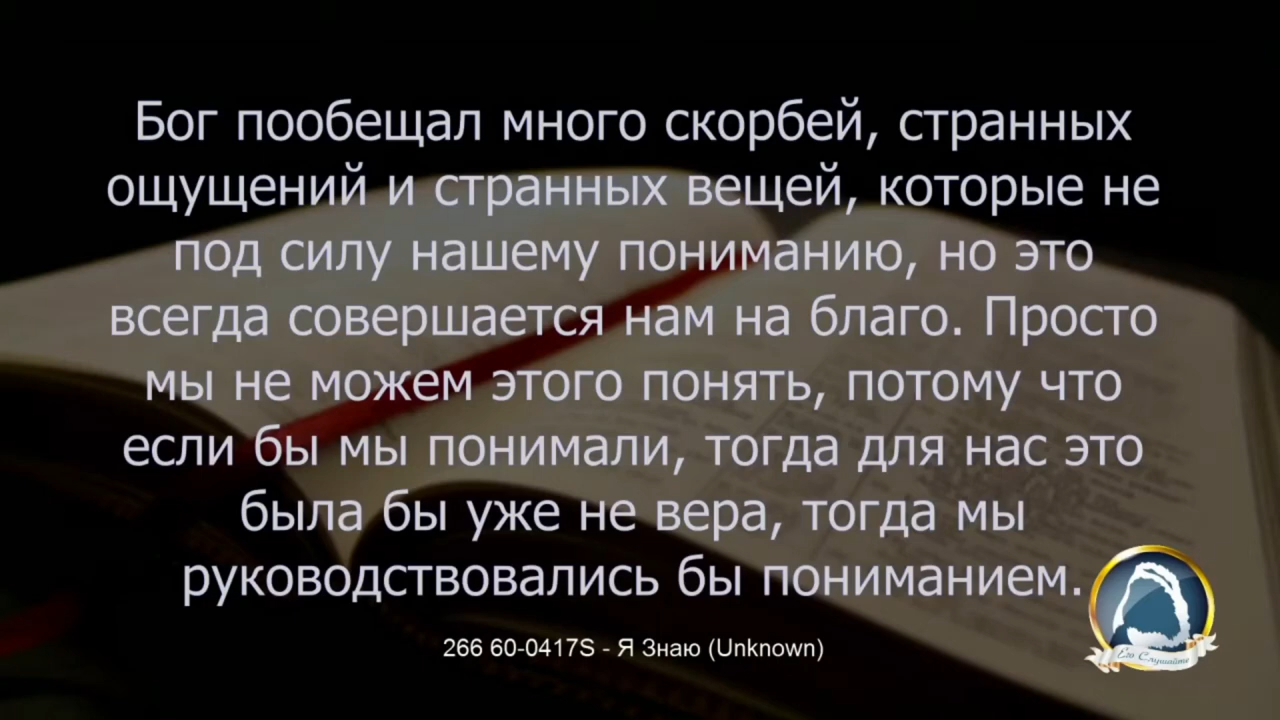 Бог пообещал много скорбей, странных
ощущений и странных вещей, которые не
под силу нашему пониманию, но это
всегда совершается нам на благо. Просто
мы не можем этого понять, потому что
если бы мы понимали, тогда для нас это
была бы уже не вера, тогда мы
руководствовались бы пониманием.
266 60-0417S - Я Знаю (Unknown)
Его Слушайте